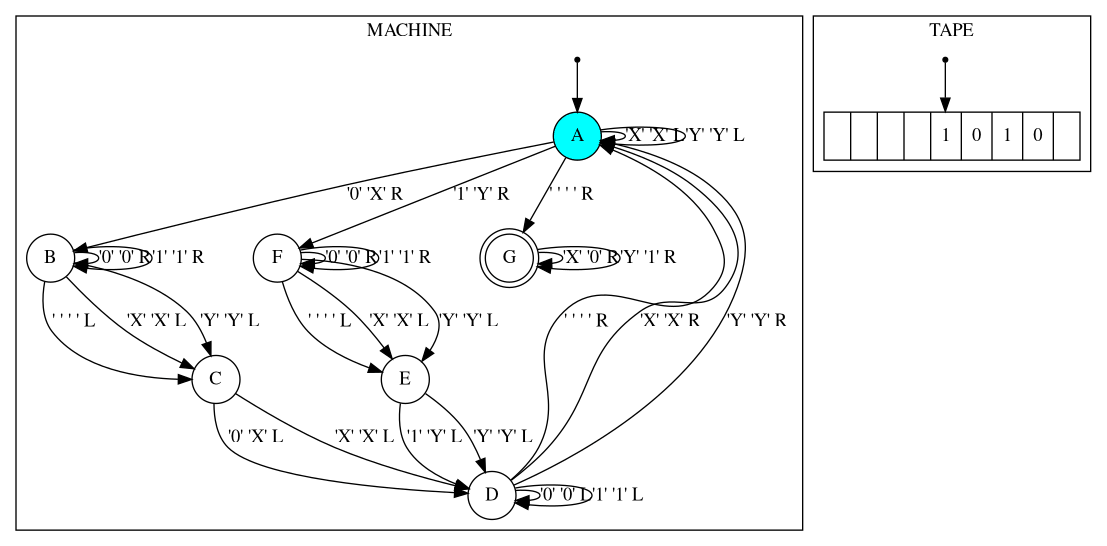 MACHINE
TAPE
A
'X' 'X' L
'Y' 'Y' L
1
0
1
0
'0' 'X' R
'1' 'Y' R
' ' ' ' R
B
'0' '0' R
'1' '1' R
F
'0' '0' R
'1' '1' R
G
'X' '0' R
'Y' '1' R
' ' ' ' L
'X' 'X' L
'Y' 'Y' L
' ' ' ' L
'X' 'X' L
'Y' 'Y' L
' ' ' ' R
'X' 'X' R
'Y' 'Y' R
C
E
'0' 'X' L
'X' 'X' L
'1' 'Y' L
'Y' 'Y' L
D
'0' '0' L
'1' '1' L